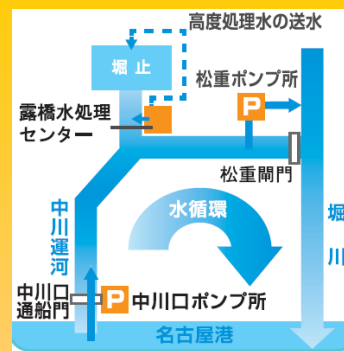 高度処理水の送水
堀止
松重ポンプ所
P
露橋水処理
センター
松重閘門
中川運河
水循環
堀川
中川口
通船門
P
中川口ポンプ所
名古屋港